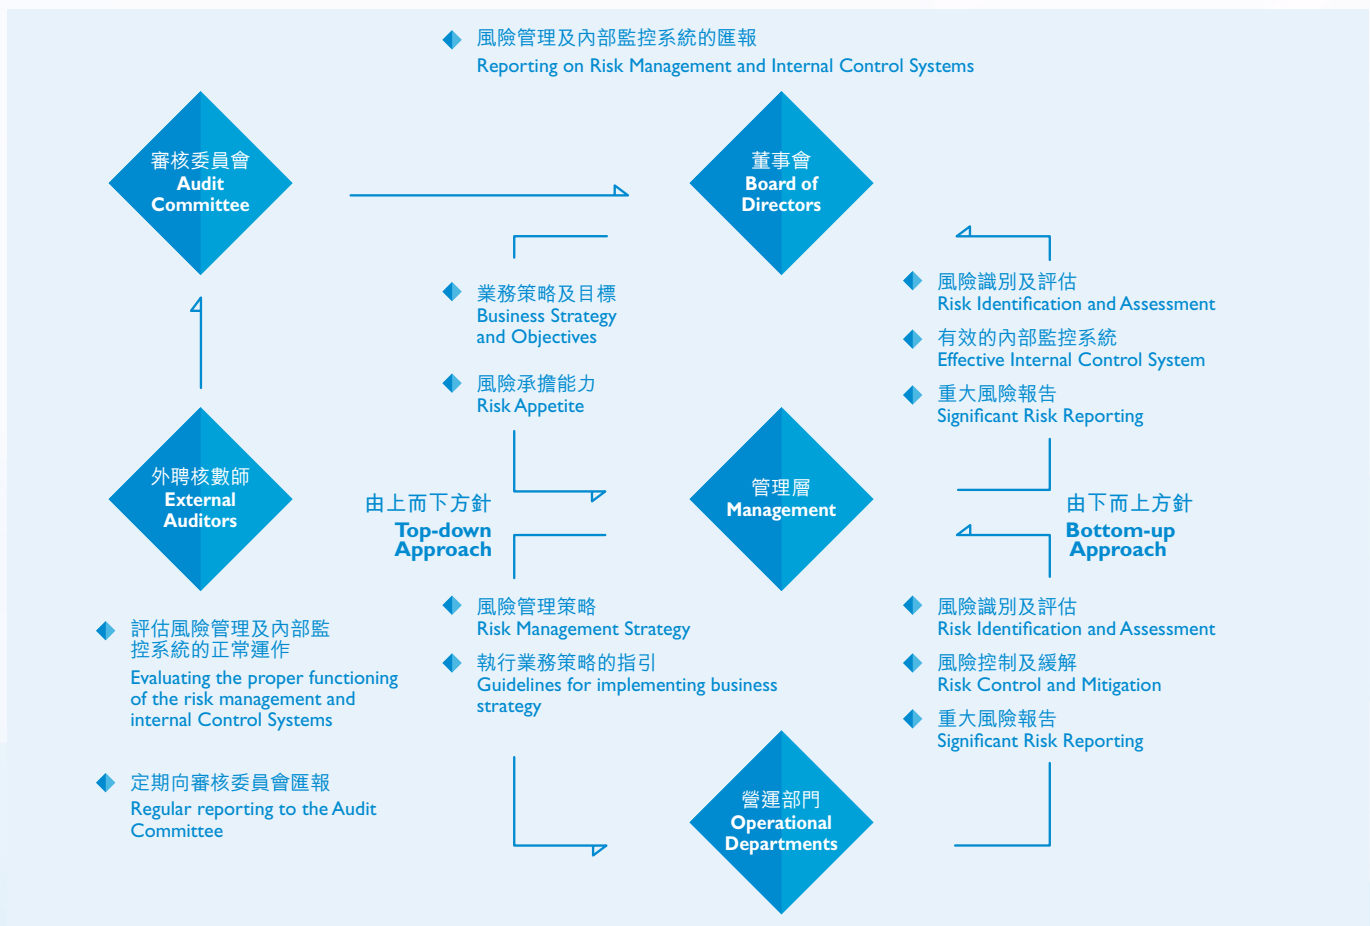 風險管理及內部監控系統的匯報
Reporting on Risk Management and Internal Control Systems
審核委員會
Audit
Committee
董事會
Board of
Directors
業務策略及目標
Business Strategy
and Objectives
風險承擔能力
Risk Appetite
風險識別及評估
Risk Identification and Assessment
有效的內部監控系統
Effective Internal Control System
重大風險報告
Significant Risk Reporting
外聘核數師
External
Auditors
由上而下方針
Top-down
Approach
管理層
Management
由下而上方針
Bottom-up
Approach
評估風險管理及內部監
控系統的正常運作
Evaluating the proper functioning
of the risk management and
internal Control Systems
定期向審核委員會匯報
Regular reporting to the Audit
Committee
風險管理策略
Risk Management Strategy
執行業務策略的指引
Guidelines for implementing business
strategy
風險識別及評估
Risk Identification and Assessment
風險控制及緩解
Risk Control and Mitigation
重大風險報告
Significant Risk Reporting
營運部門
Operational
Departments